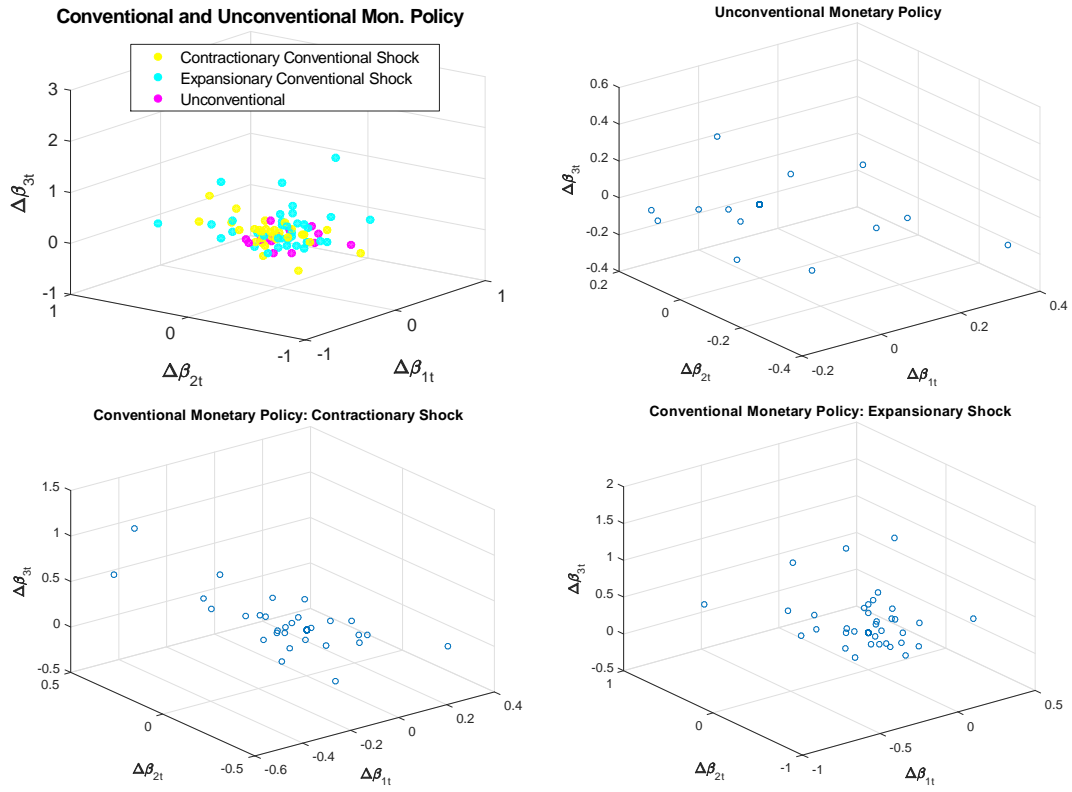 Conventional and Unconventional Mon. Policy
Contractionary Conventional Shock
Expansionary Conventional Shock
Unconventional
3
2
1
0
-1
Δβ3t
1
0
-1
Δβ2t
-1
0
1
Δβ1t
Unconventional Monetary Policy
0.6
0.4
0.2
0
-0.2
-0.4
Δβ3t
0.2
0
-0.2
-0.4
Δβ2t
-0.2
0
0.2
0.4
Δβ1t
Conventional Monetary Policy: Contractionary Shock
1.5
1
0.5
0
-0.5
Δβ3t
0.5
0
-0.5
Δβ2t
-0.6
-0.4
-0.2
0
0.2
0.4
Δβ1t
Conventional Monetary Policy: Expansionary Shock
2
1.5
1
0.5
0
-0.5
Δβ3t
1
0
-1
Δβ2t
-1
-0.5
0
0.5
Δβ1t